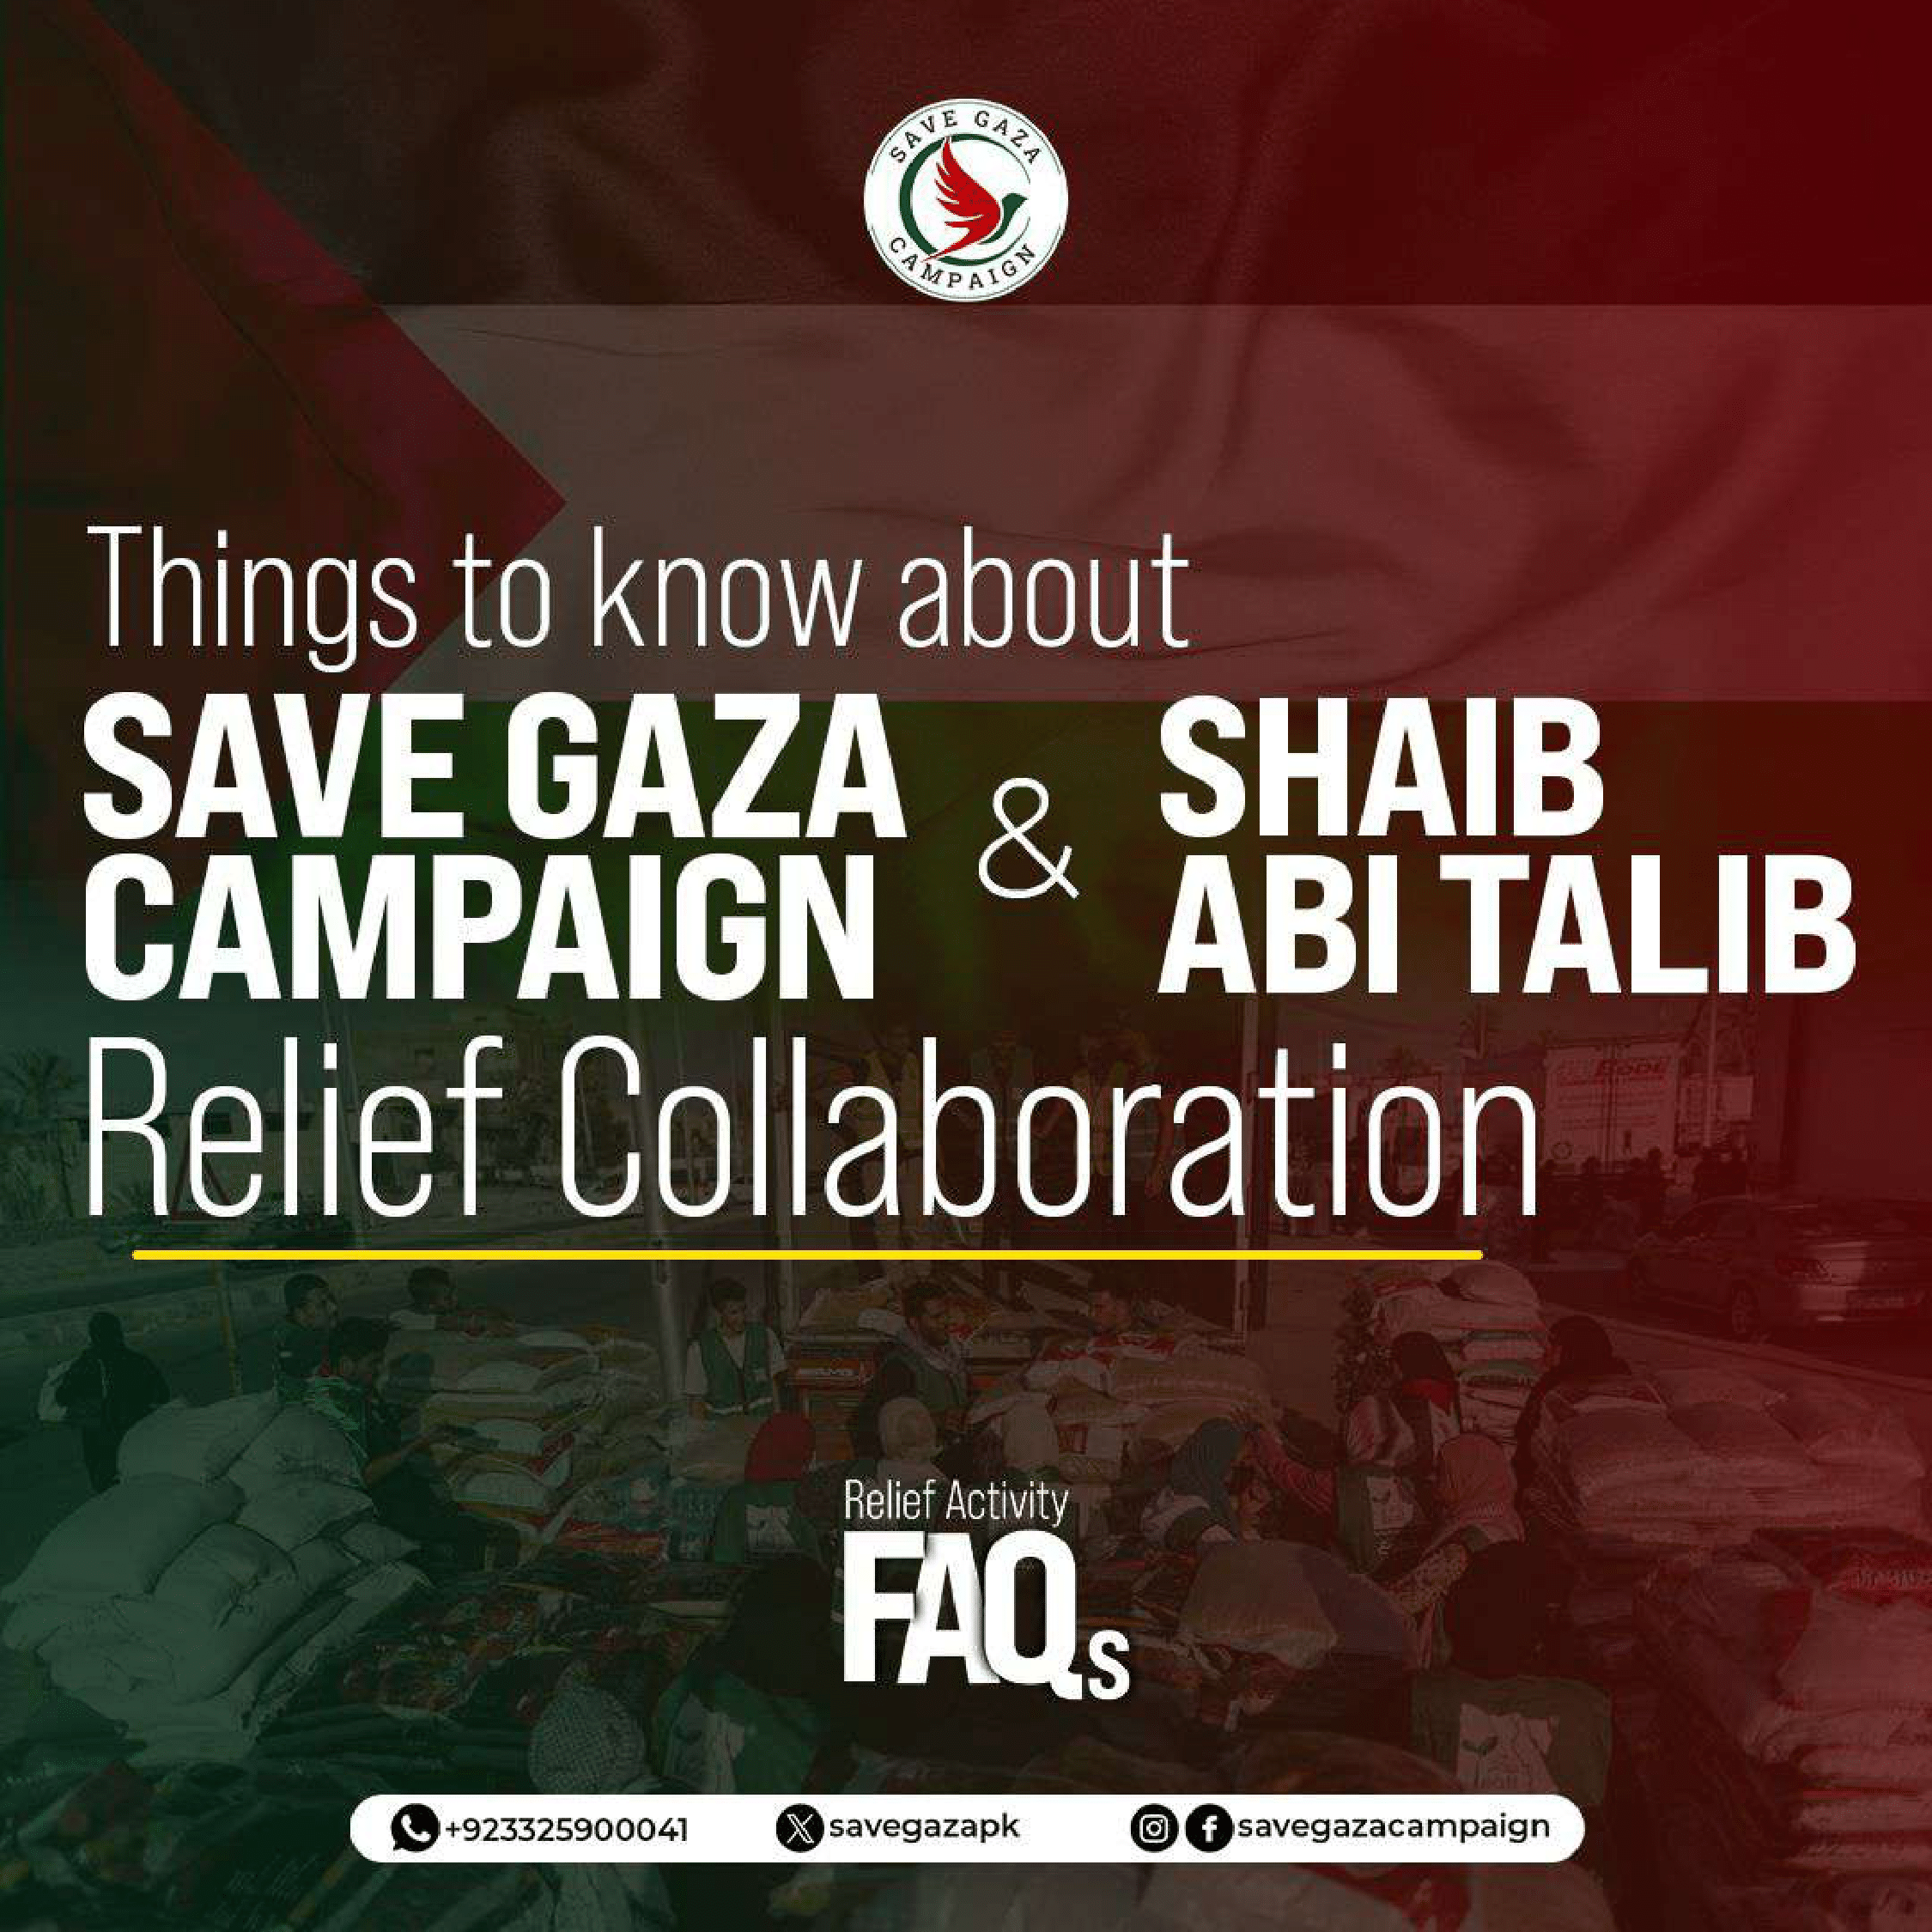 SAVE GAZA
CAMPAIGN
Things to know about
SAVE GAZA
CAMPAIGN
&
SHAIB
ABI TALIB
Relief Collaboration
Relief Activity
FAQs
+923325900041 savegazapk savegazacampaign